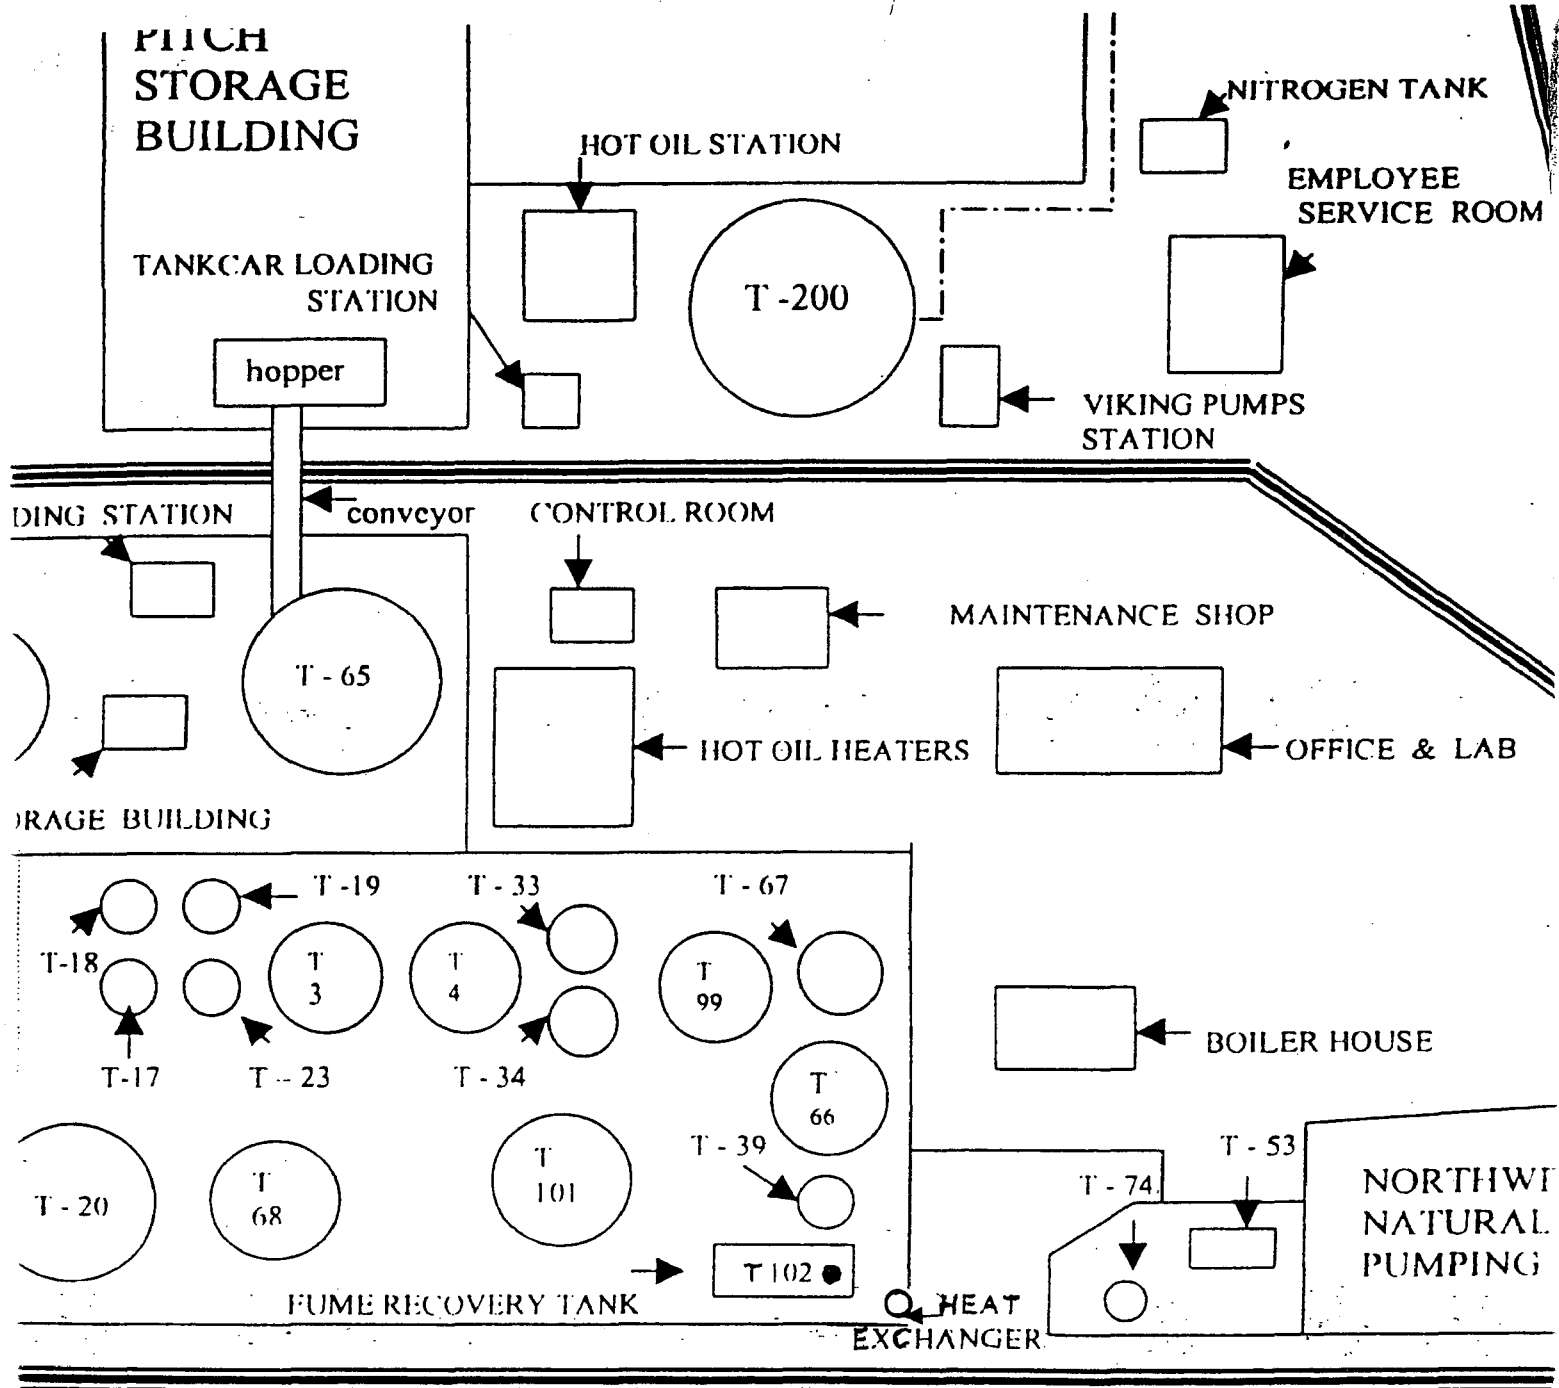 PITCH
STORAGE
BUILDING
NITROGEN TANK
HOT OIL STATION
EMPLOYEE
SERVICE ROOM
TANKCAR LOADING
STATION
T -200
hopper
VIKING PUMPS
STATION
DING STATION
conveyor
CONTROL ROOM
MAINTENANCE SHOP
T - 65
HOT OIL HEATERS
OFFICE & LAB
ORAGE BUILDING
T -19
T - 33
T - 67
T-18
T
3
T
4
T
99
BOILER HOUSE
T-17
T - 23
T - 34
T
66
T - 39
T - 53
T - 74
T - 20
T
68
T
101
NORTHWE
NATURAL
PUMPING
T 102
FUME RECOVERY TANK
HEAT
EXCHANGER